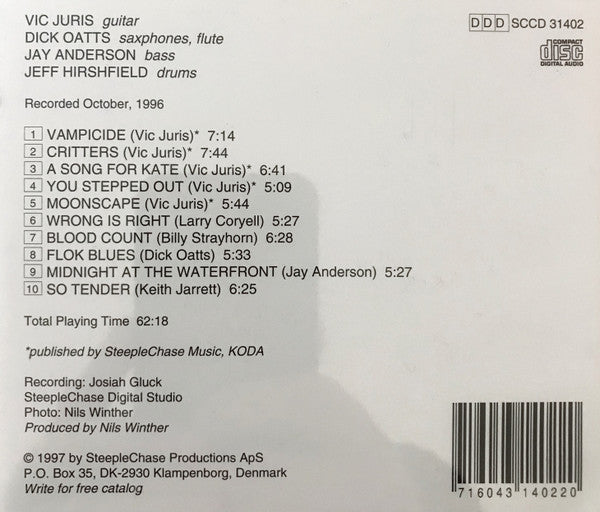 VIC JURIS guitar
DICK OATTS saxphones, flute
JAY ANDERSON bass
JEFF HIRSHFIELD drums
DDD SCCD 31402
COMPACT
disc
DIGITAL AUDIO
Recorded October, 1996
1 VAMPICIDE (Vic Juris)* 7:14
2 CRITTERS (Vic Juris)* 7:44
3 A SONG FOR KATE (Vic Juris)* 6:41
4 YOU STEPPED OUT (Vic Juris)* 5:09
5 MOONSCAPE (Vic Juris)* 5:44
6 WRONG IS RIGHT (Larry Coryell) 5:27
7 BLOOD COUNT (Billy Strayhorn) 6:28
8 FLOK BLUES (Dick Oatts) 5:33
9 MIDNIGHT AT THE WATERFRONT (Jay Anderson) 5:27
10 SO TENDER (Keith Jarrett) 6:25
Total Playing Time 62:18
*published by SteepleChase Music, KODA
Recording: Josiah Gluck
SteepleChase Digital Studio
Photo: Nils Winther
Produced by Nils Winther
© 1997 by SteepleChase Productions ApS
P.O. Box 35, DK-2930 Klampenborg, Denmark
Write for free catalog
716043 140220